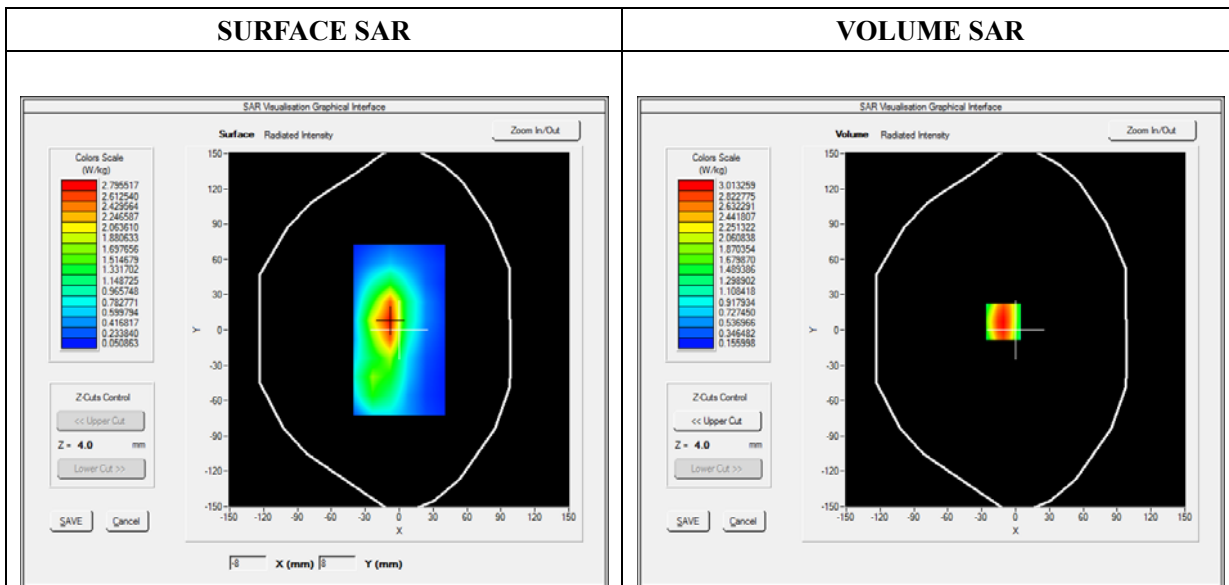 SURFACE SAR
VOLUME SAR
SAR Visualisation Graphical Interface
Surface Radiated Intensity
Zoom In/Out
Colors Scale
(W/kg)
2.795517
2.612540
2.429564
2.246587
2.063610
1.880633
1.697656
1.514679
1.331702
1.148725
0.965748
0.782771
0.599794
0.416817
0.233840
0.050863
Z-Cuts Control
<< Upper Cut
Z = 4.0 mm
Lower Cut >>
SAVE Cancel
150
120
90
60
30
0
-30
-60
-90
-120
-150
Y
-150 -120 -90 -60 -30 0 30 60 90 120 150
X
-8 X (mm) 8 Y (mm)
SAR Visualisation Graphical Interface
Volume Radiated Intensity
Zoom In/Out
Colors Scale
(W/kg)
3.013259
2.822775
2.632291
2.441807
2.251322
2.060838
1.870354
1.679870
1.489386
1.298902
1.108418
0.917934
0.727450
0.536966
0.346482
0.155998
Z-Cuts Control
<< Upper Cut
Z = 4.0 mm
Lower Cut >>
SAVE Cancel
150
120
90
60
30
0
-30
-60
-90
-120
-150
Y
-150 -120 -90 -60 -30 0 30 60 90 120 150
X